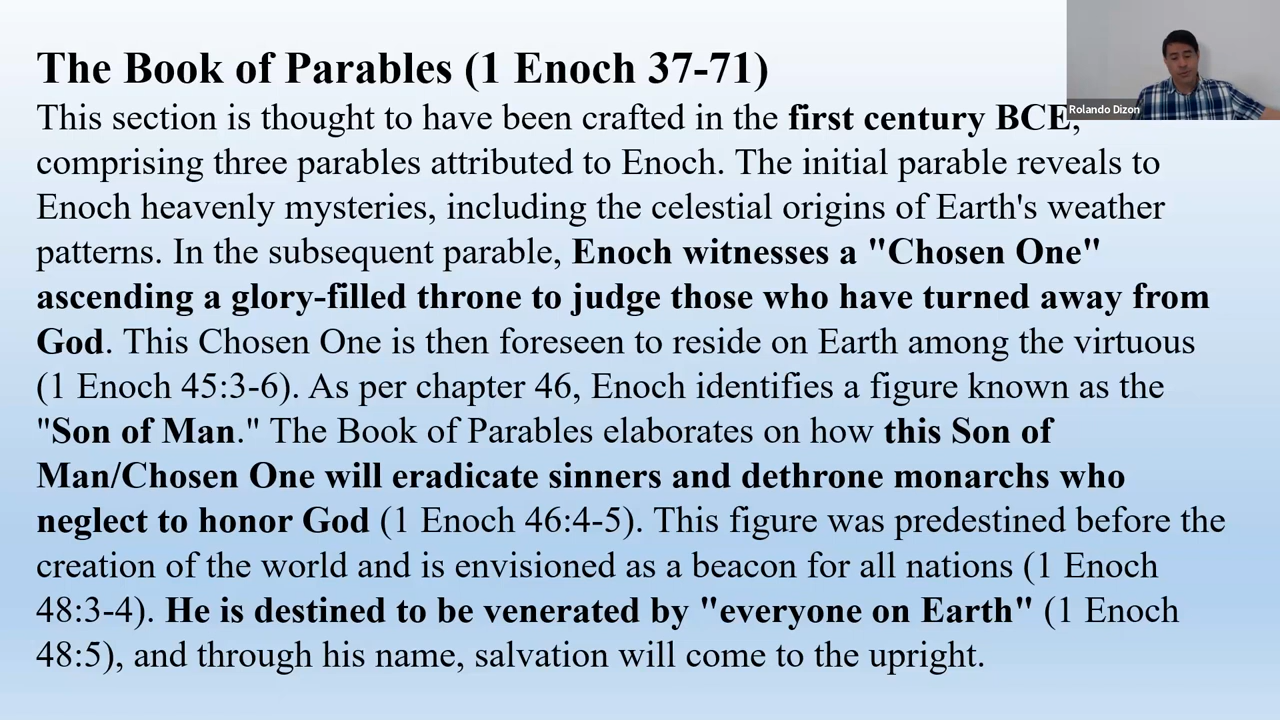 The Book of Parables (1 Enoch 37-71)
This section is thought to have been crafted in the first century BCE,
comprising three parables attributed to Enoch. The initial parable reveals to
Enoch heavenly mysteries, including the celestial origins of Earth's weather
patterns. In the subsequent parable, Enoch witnesses a "Chosen One"
ascending a glory-filled throne to judge those who have turned away from
God. This Chosen One is then foreseen to reside on Earth among the virtuous
(1 Enoch 45:3-6). As per chapter 46, Enoch identifies a figure known as the
"Son of Man." The Book of Parables elaborates on how this Son of
Man/Chosen One will eradicate sinners and dethrone monarchs who
neglect to honor God (1 Enoch 46:4-5). This figure was predestined before the
creation of the world and is envisioned as a beacon for all nations (1 Enoch
48:3-4). He is destined to be venerated by "everyone on Earth" (1 Enoch
48:5), and through his name, salvation will come to the upright.
Rolando Dizon